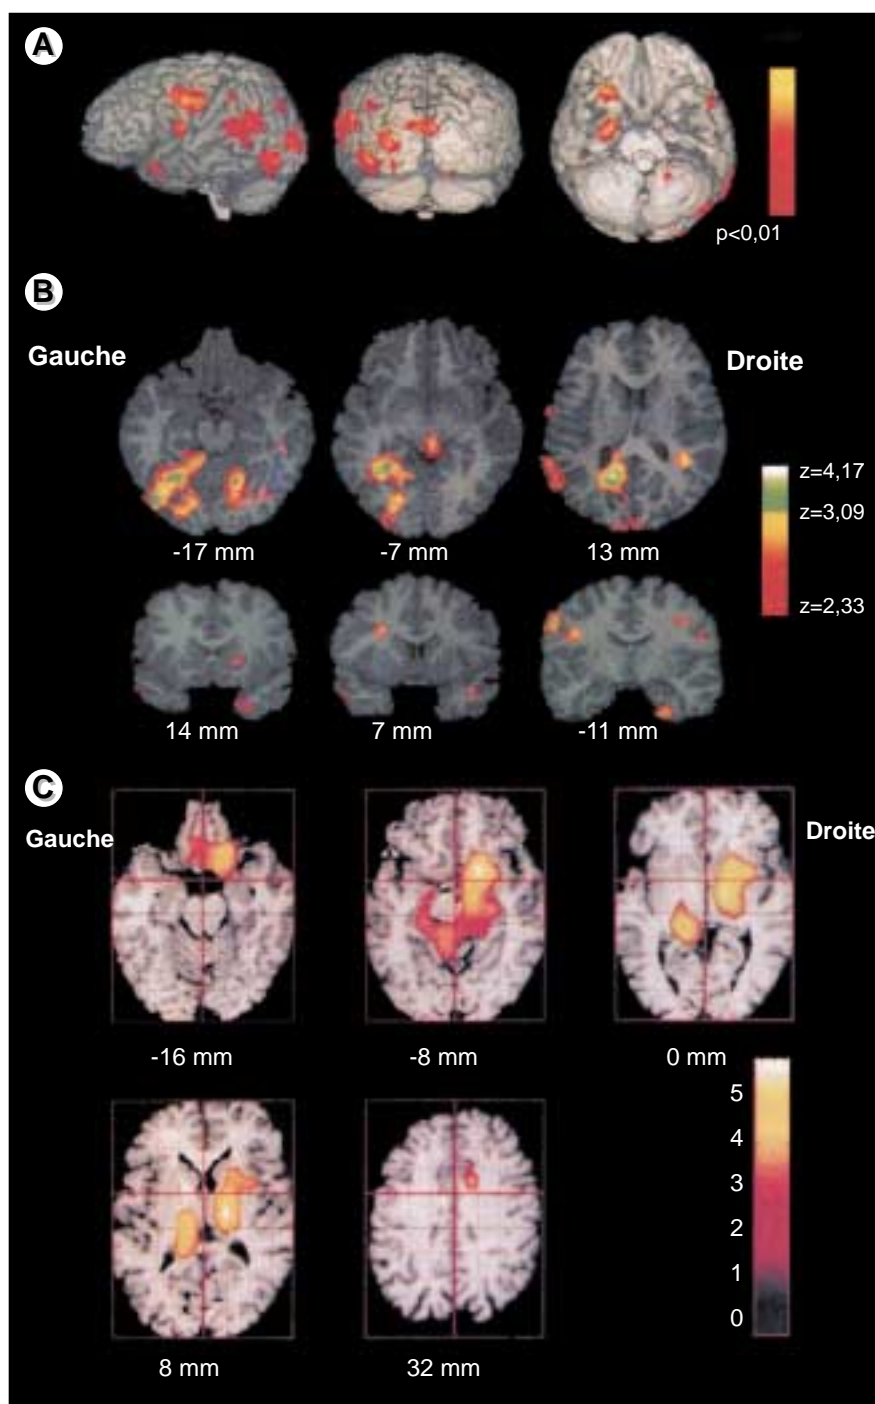 A
p<0,01
B
Gauche
Droite
-17 mm
-7 mm
13 mm
z=4,17
z=3,09
z=2,33
14 mm
7 mm
-11 mm
C
Gauche
Droite
-16 mm
-8 mm
0 mm
5
4
3
2
1
0
8 mm
32 mm